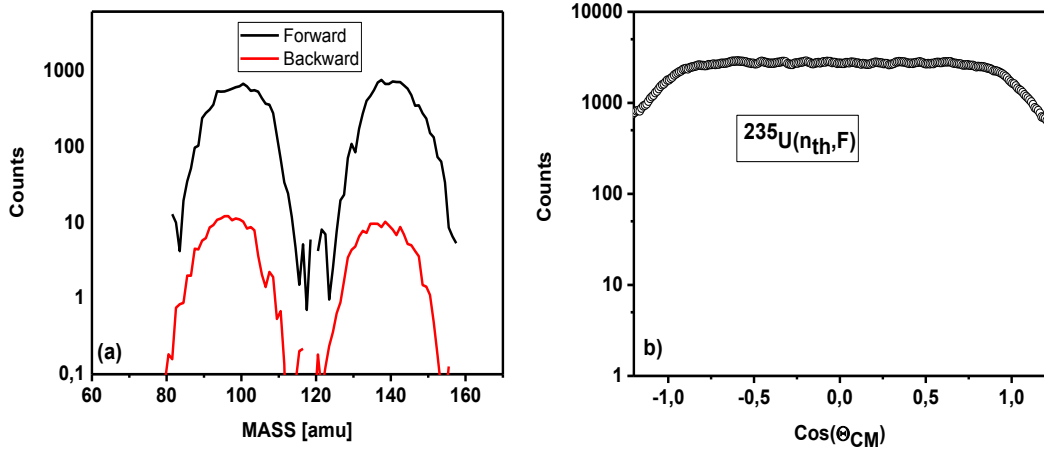 Forward
Backward
1000
100
10
1
0,1
Counts
(a)
60
80
100
120
140
160
MASS [amu]
10000
1000
100
10
1
Counts
²³⁵U(nth,F)
b)
-1,0
-0,5
0,0
0,5
1,0
Cos(ΘCM)